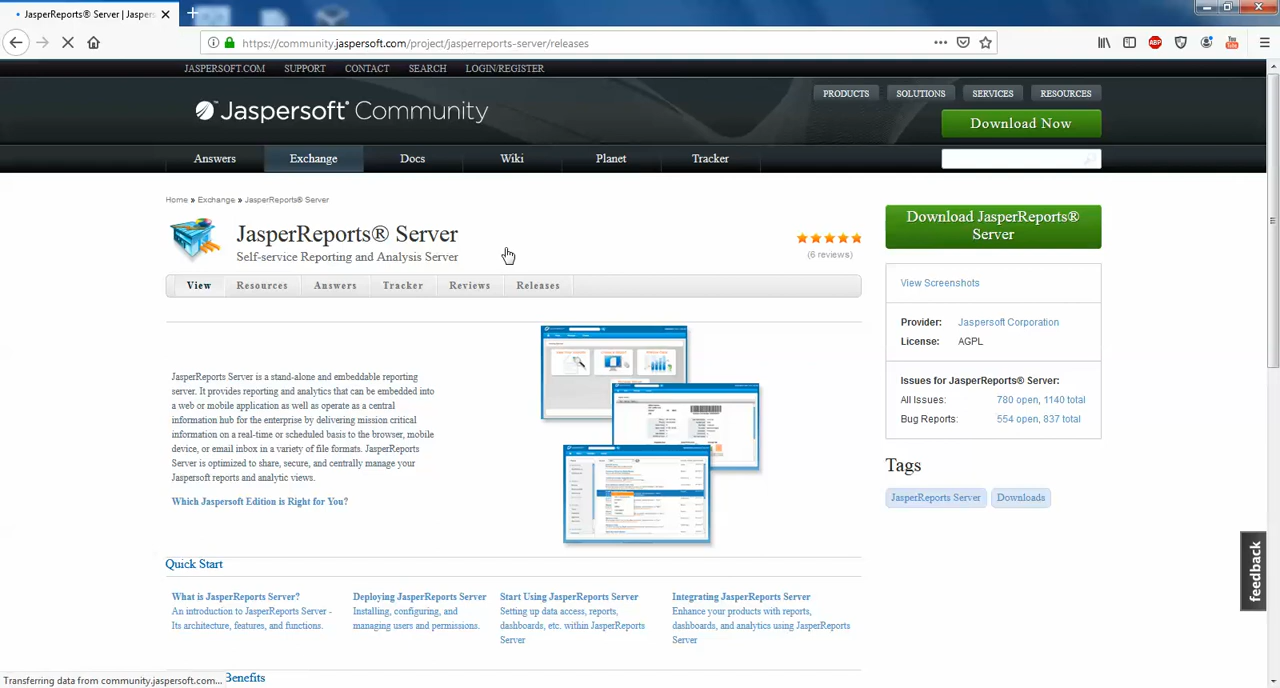 JasperReports® Server | Jaspers
https://community.jaspersoft.com/project/jasperreports-server/releases
ABP
JASPERSOFT.COM SUPPORT CONTACT SEARCH LOGIN/REGISTER
PRODUCTS SOLUTIONS SERVICES RESOURCES
Jaspersoft® Community
Download Now
Answers Exchange Docs Wiki Planet Tracker
Home » Exchange » JasperReports® Server
JasperReports® Server
Self-service Reporting and Analysis Server
(6 reviews)
Download JasperReports®
Server
View Resources Answers Tracker Reviews Releases
View Screenshots
Provider: Jaspersoft Corporation
License: AGPL
Issues for JasperReports® Server:
All Issues: 780 open, 1140 total
Bug Reports: 554 open, 837 total
Tags
JasperReports Server Downloads
JasperReports Server is a stand-alone and embeddable reporting
server. It provides reporting and analytics that can be embedded into
a web or mobile application as well as operate as a central
information hub for the enterprise by delivering mission critical
information on a real-time or scheduled basis to the browser, mobile
device, or email inbox in a variety of file formats. JasperReports
Server is optimized to share, secure, and centrally manage your
Jaspersoft reports and analytic views.
Which Jaspersoft Edition is Right for You?
feedback
Quick Start
What is JasperReports Server?
An introduction to JasperReports Server -
Its architecture, features, and functions.
Deploying JasperReports Server
Installing, configuring, and
managing users and permissions.
Start Using JasperReports Server
Setting up data access, reports,
dashboards, etc. within JasperReports
Server
Integrating JasperReports Server
Enhance your products with reports,
dashboards, and analytics using JasperReports
Server
Benefits
Transferring data from community.jaspersoft.com...